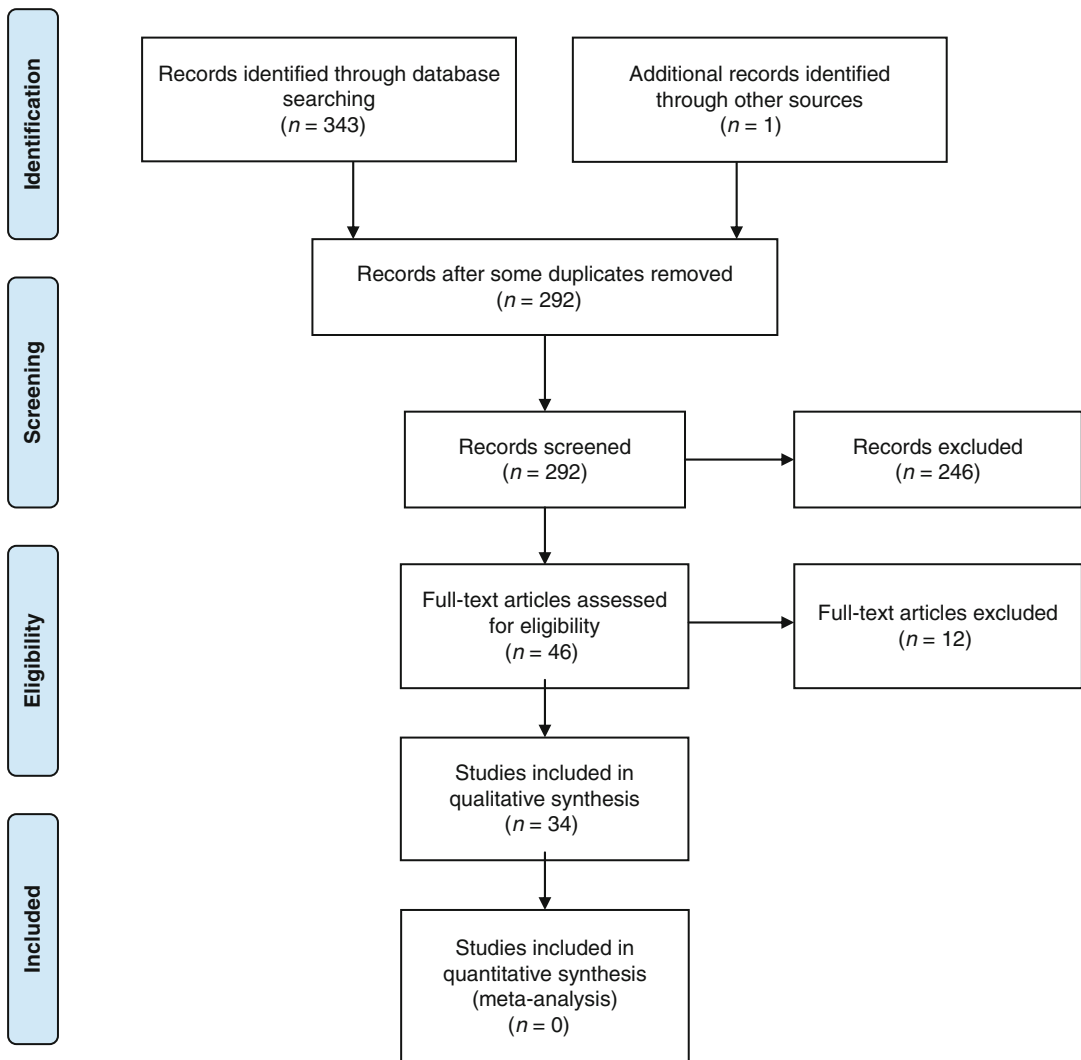 Identification
Records identified through database
searching
(n = 343)
Additional records identified
through other sources
(n = 1)
Records after some duplicates removed
(n = 292)
Screening
Records screened
(n = 292)
Records excluded
(n = 246)
Eligibility
Full-text articles assessed
for eligibility
(n = 46)
Full-text articles excluded
(n = 12)
Studies included in
qualitative synthesis
(n = 34)
Included
Studies included in
quantitative synthesis
(meta-analysis)
(n = 0)